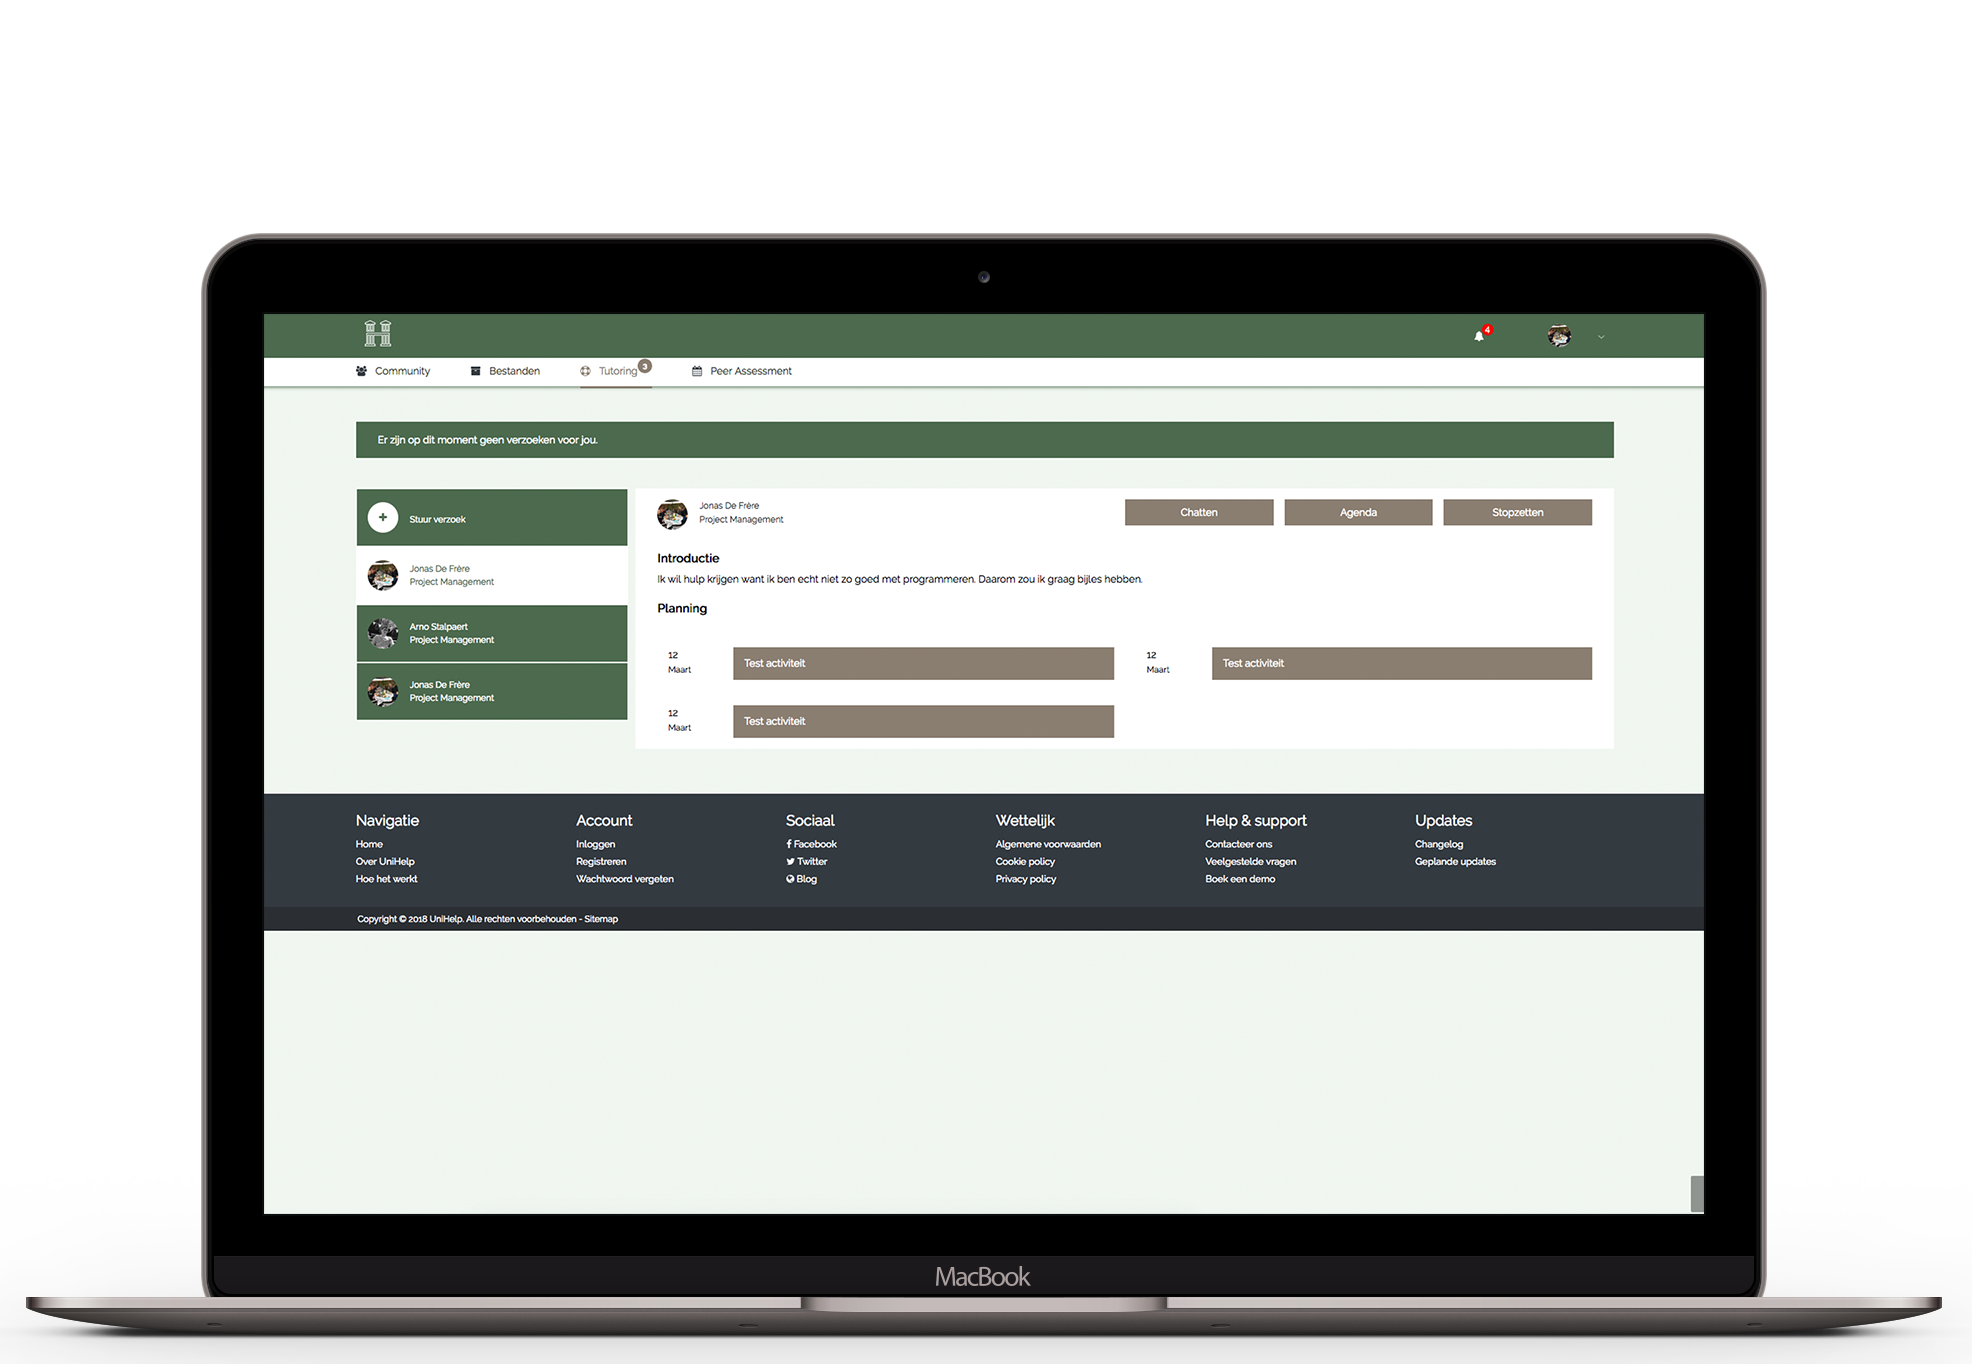 4
Community Bestanden Tutoring 3 Peer Assessment
Er zijn op dit moment geen verzoeken voor jou.
Stuur verzoek
Jonas De Frére
Project Management
Arno Stalpaert
Project Management
Jonas De Frére
Project Management
Jonas De Frére
Project Management
Chatten Agenda Stopzetten
Introductie
Ik wil hulp krijgen want ik ben echt niet zo goed met programmeren. Daarom zou ik graag bijles hebben.
Planning
12
Maart
Test activiteit
12
Maart
Test activiteit
12
Maart
Test activiteit
Navigatie
Home
Over UniHelp
Hoe het werkt
Account
Inloggen
Registreren
Wachtwoord vergeten
Sociaal
Facebook
Twitter
Blog
Wettelijk
Algemene voorwaarden
Cookie policy
Privacy policy
Help & support
Contacteer ons
Veelgestelde vragen
Boek een demo
Updates
Changelog
Geplande updates
Copyright © 2018 UniHelp. Alle rechten voorbehouden - Sitemap
MacBook